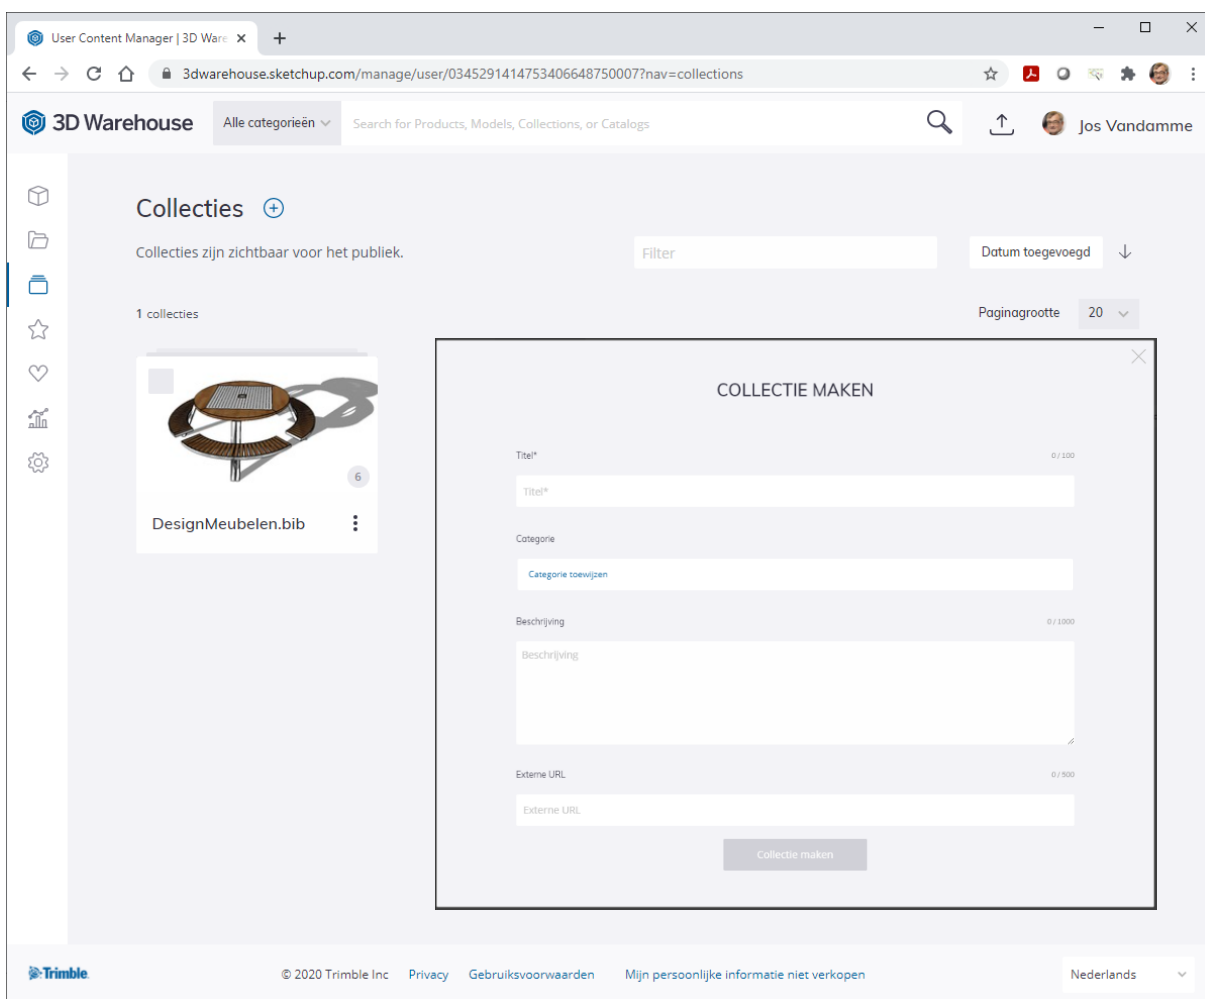 User Content Manager | 3D Ware
3dwarehouse.sketchup.com/manage/user/0345291414753406648750007?nav=collections
3D Warehouse
Alle categorieën
Search for Products, Models, Collections, or Catalogs
Jos Vandamme
Collecties
Collecties zijn zichtbaar voor het publiek.
Filter
Datum toegevoegd
1 collecties
Paginagrootte
20
6
DesignMeubelen.bib
COLLECTIE MAKEN
Titel*
0 / 100
Titel*
Categorie
Categorie toewijzen
Beschrijving
0 / 1000
Beschrijving
Externe URL
0 / 500
Externe URL
Collectie maken
Trimble.
© 2020 Trimble Inc
Privacy
Gebruiksvoorwaarden
Mijn persoonlijke informatie niet verkopen
Nederlands